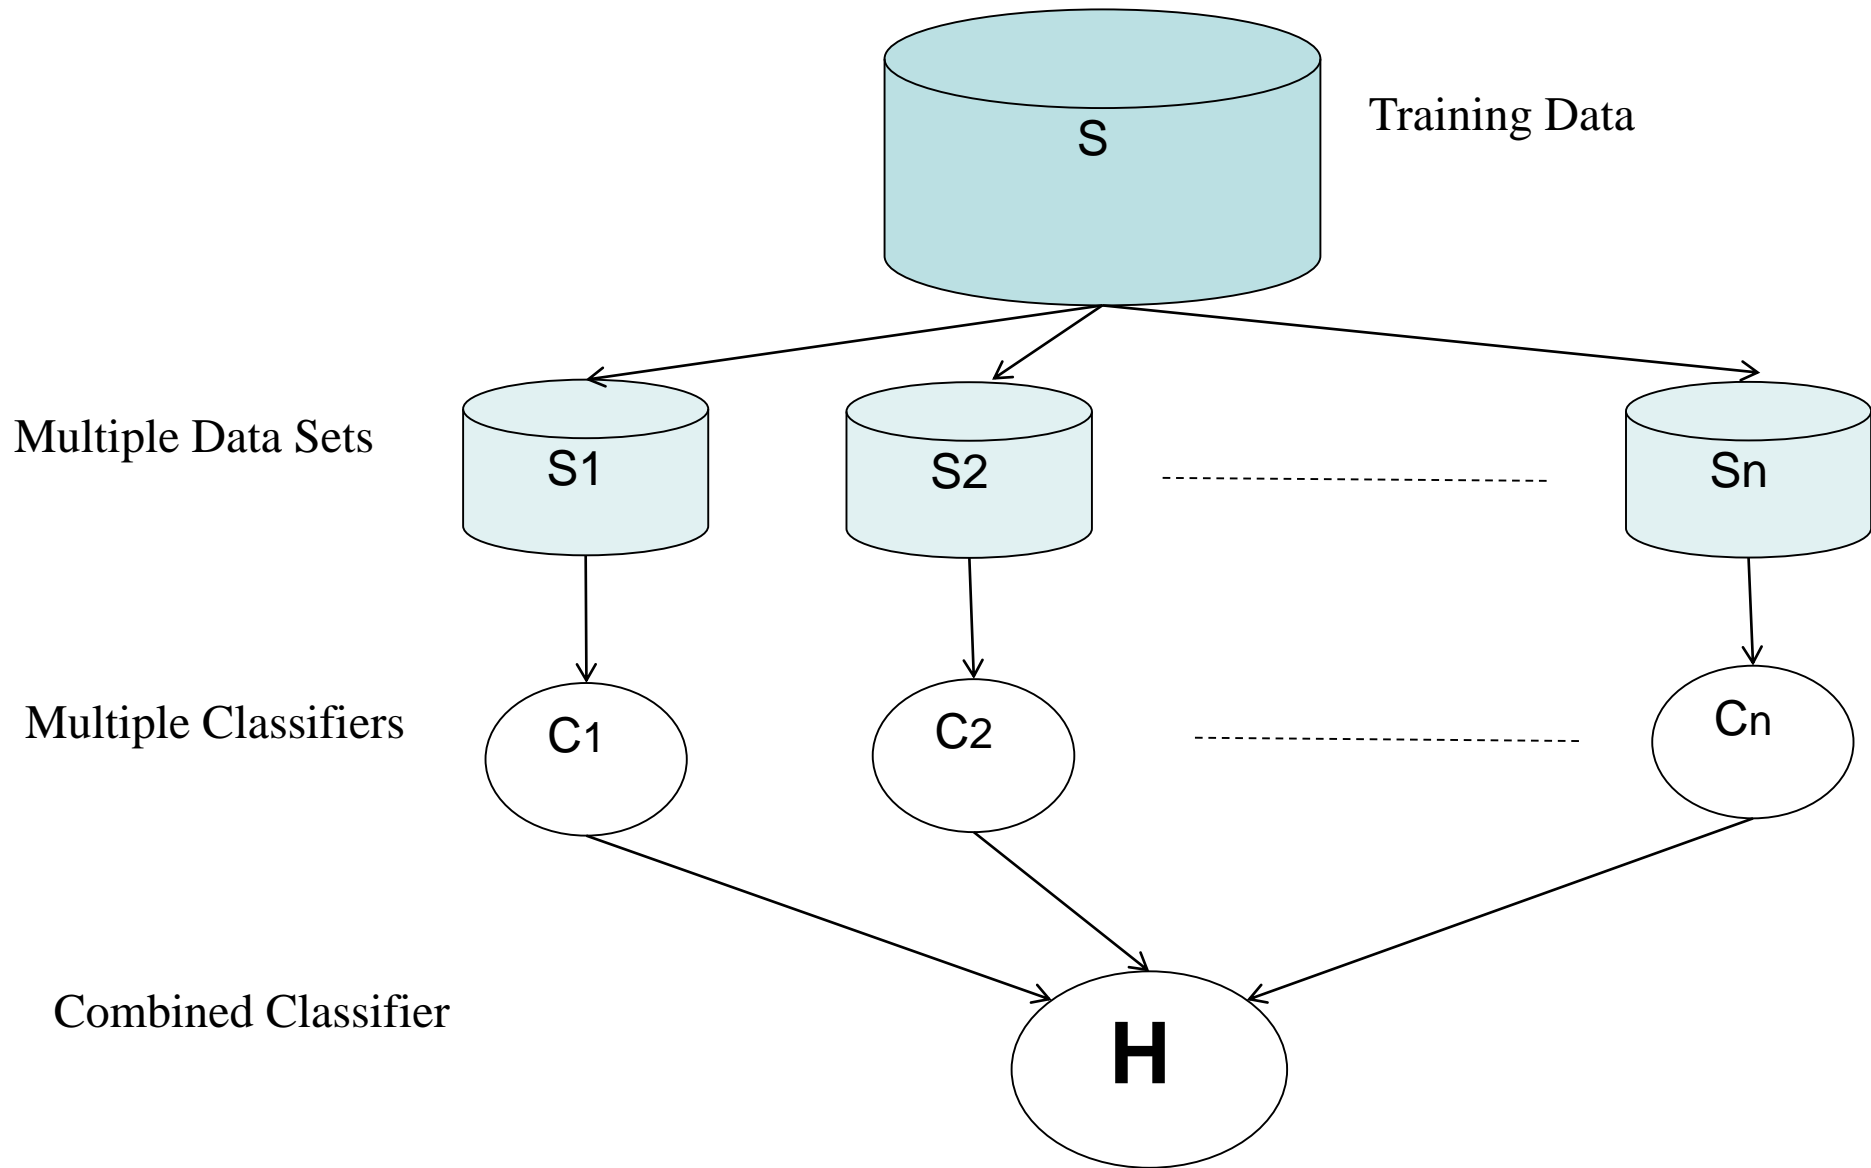 S
Training Data
Multiple Data Sets
S1
S2
Sn
Multiple Classifiers
C1
C2
Cn
Combined Classifier
H